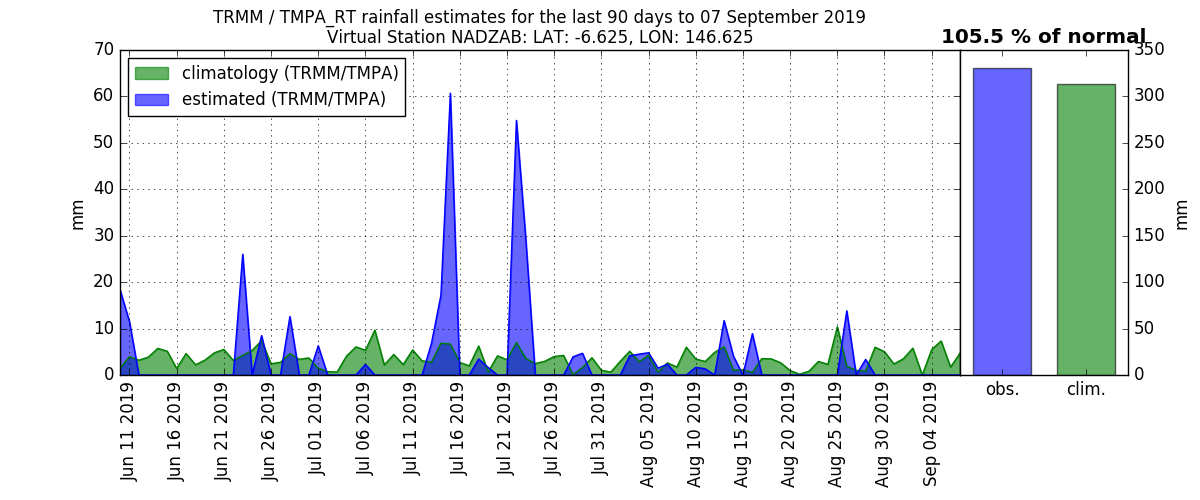 TRMM / TMPA_RT rainfall estimates for the last 90 days to 07 September 2019
Virtual Station NADZAB: LAT: -6.625, LON: 146.625
105.5 % of normal
climatology (TRMM/TMPA)
estimated (TRMM/TMPA)
70
60
50
40
30
20
10
0
mm
350
300
250
200
150
100
50
0
mm
Jun 11 2019
Jun 16 2019
Jun 21 2019
Jun 26 2019
Jul 01 2019
Jul 06 2019
Jul 11 2019
Jul 16 2019
Jul 21 2019
Jul 26 2019
Jul 31 2019
Aug 05 2019
Aug 10 2019
Aug 15 2019
Aug 20 2019
Aug 25 2019
Aug 30 2019
Sep 04 2019
obs.
clim.